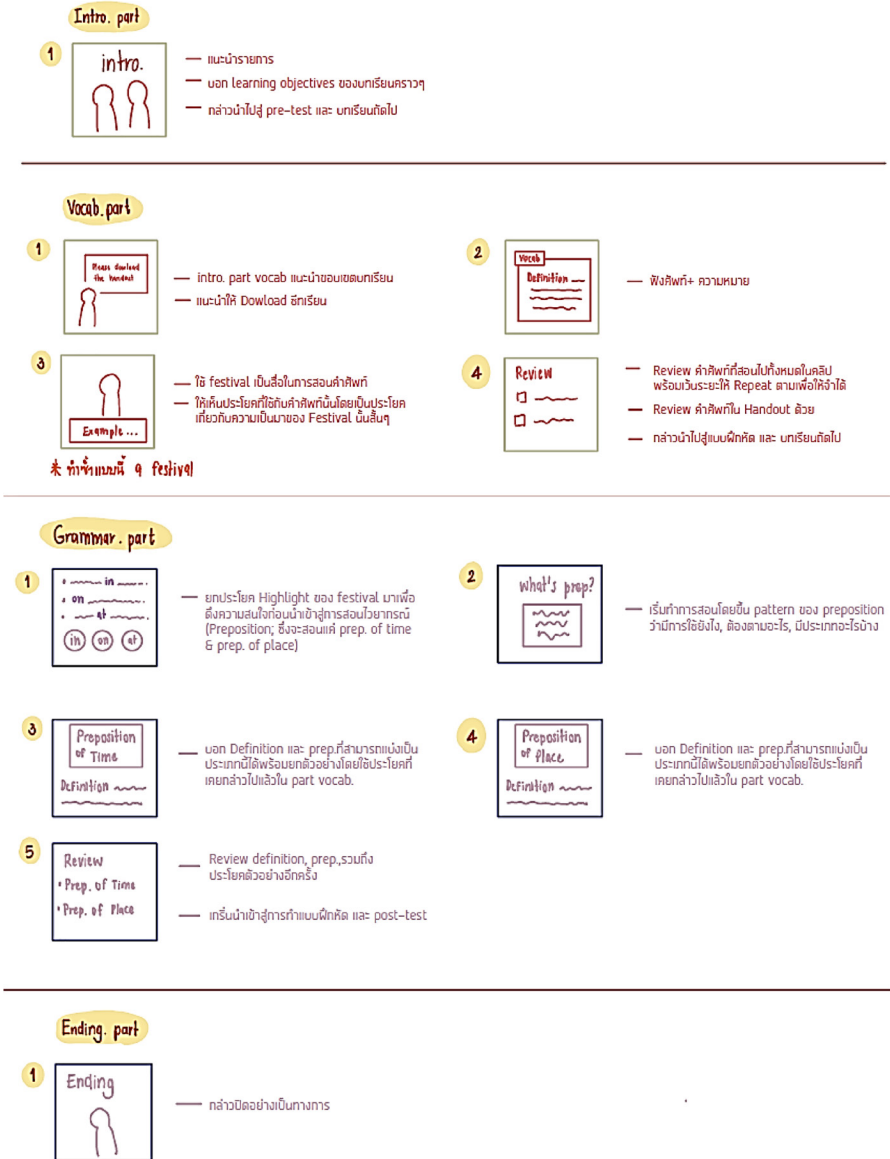 Intro. part
1
intro.
— แนะนำรายการ
— บอก learning objectives ของบทเรียนคราวๆ
— กล่าวนำไปสู่ pre-test และ บทเรียนถัดไป
Vocab. part
1
Please dowload
the handout
— intro. part vocab แนะนำขอบเขตบทเรียน
— แนะนำให้ Dowload ชีทเรียน
2
Vocab
Definition
— ฟังศัพท์+ ความหมาย
3
Example ...
— ใช้ festival เป็นสื่อในการสอนคำศัพท์
— ให้เห็นประโยคที่ใช้กับคำศัพท์นั้นโดยเป็นประโยค
เกี่ยวกับความเป็นมาของ Festival นั้นสั้นๆ
* ทำซ้ำแบบนี้ 9 festival
4
Review
— Review คำศัพท์ที่สอนไปทั้งหมดในคลิป
พร้อมเว้นระยะให้ Repeat ตามเพื่อให้จำได้
— Review คำศัพท์ใน Handout ด้วย
— กล่าวนำไปสู่แบบฝึกหัด และ บทเรียนถัดไป
Grammar. part
1
in
on
at
in on at
— ยกประโยค Highlight ของ festival มาเพื่อ
ดึงความสนใจก่อนนำเข้าสู่การสอนไวยากรณ์
(Preposition; ซึ่งจะสอนแค่ prep. of time
& prep. of place)
2
What's prep?
— เริ่มทำการสอนโดยขึ้น pattern ของ preposition
ว่ามีการใช้ยังไง, ต้องตามอะไร, มีประเภทอะไรบ้าง
3
Preposition
of Time
Definition
— บอก Definition และ prep.ที่สามารถแบ่งเป็น
ประเภทนี้ได้พร้อมยกตัวอย่างโดยใช้ประโยคที่
เคยกล่าวไปแล้วใน part vocab.
4
Preposition
of Place
Definition
— บอก Definition และ prep.ที่สามารถแบ่งเป็น
ประเภทนี้ได้พร้อมยกตัวอย่างโดยใช้ประโยคที่
เคยกล่าวไปแล้วใน part vocab.
5
Review
• Prep. of Time
• Prep. of Place
— Review definition, prep.,รวมถึง
ประโยคตัวอย่างอีกครั้ง
— เกริ่นนำเข้าสู่การทำแบบฝึกหัด และ post-test
Ending. part
1
Ending
— กล่าวปิดอย่างเป็นทางการ